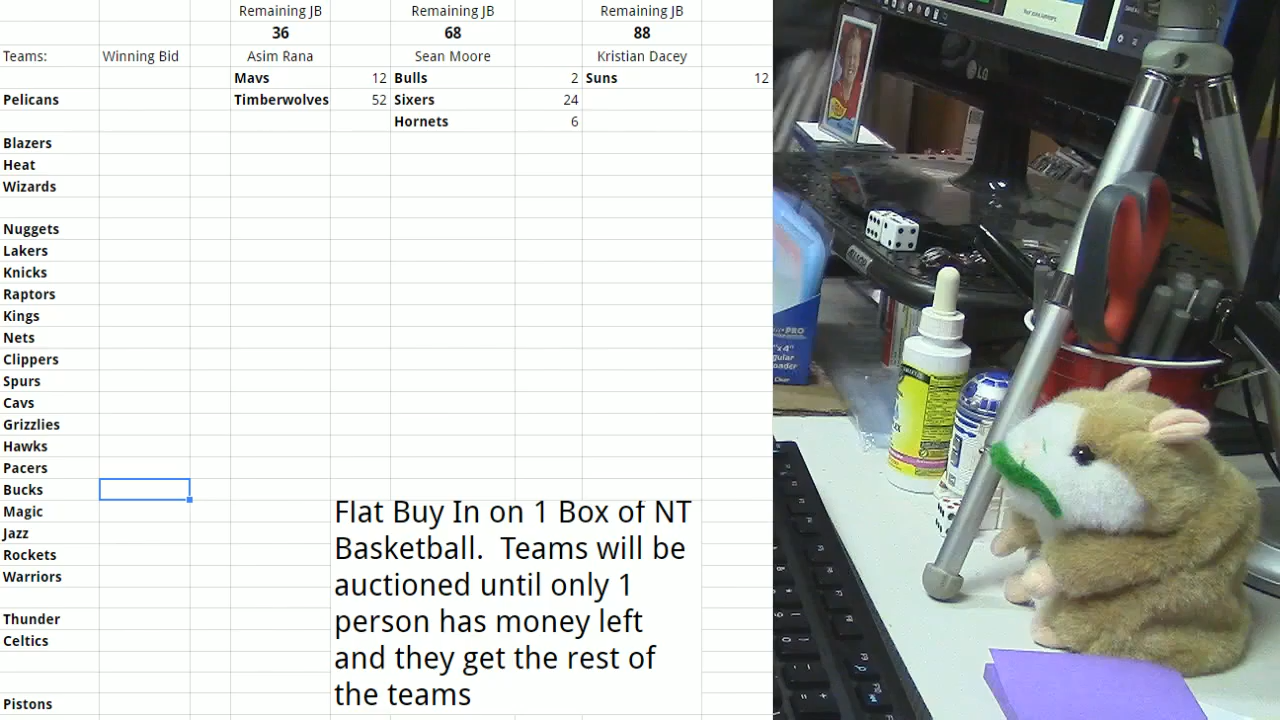 Remaining JB Remaining JB Remaining JB
36 68 88
Teams: Winning Bid Asim Rana Sean Moore Kristian Dacey
Mavs 12 Bulls 2 Suns 12
Pelicans Timberwolves 52 Sixers 24
Hornets 6
Blazers
Heat
Wizards
Nuggets
Lakers
Knicks
Raptors
Kings
Nets
Clippers
Spurs
Cavs
Grizzlies
Hawks
Pacers
Bucks
Magic
Jazz
Rockets
Warriors
Thunder
Celtics
Pistons
Flat Buy In on 1 Box of NT
Basketball. Teams will be
auctioned until only 1
person has money left
and they get the rest of
the teams
LG
PRO